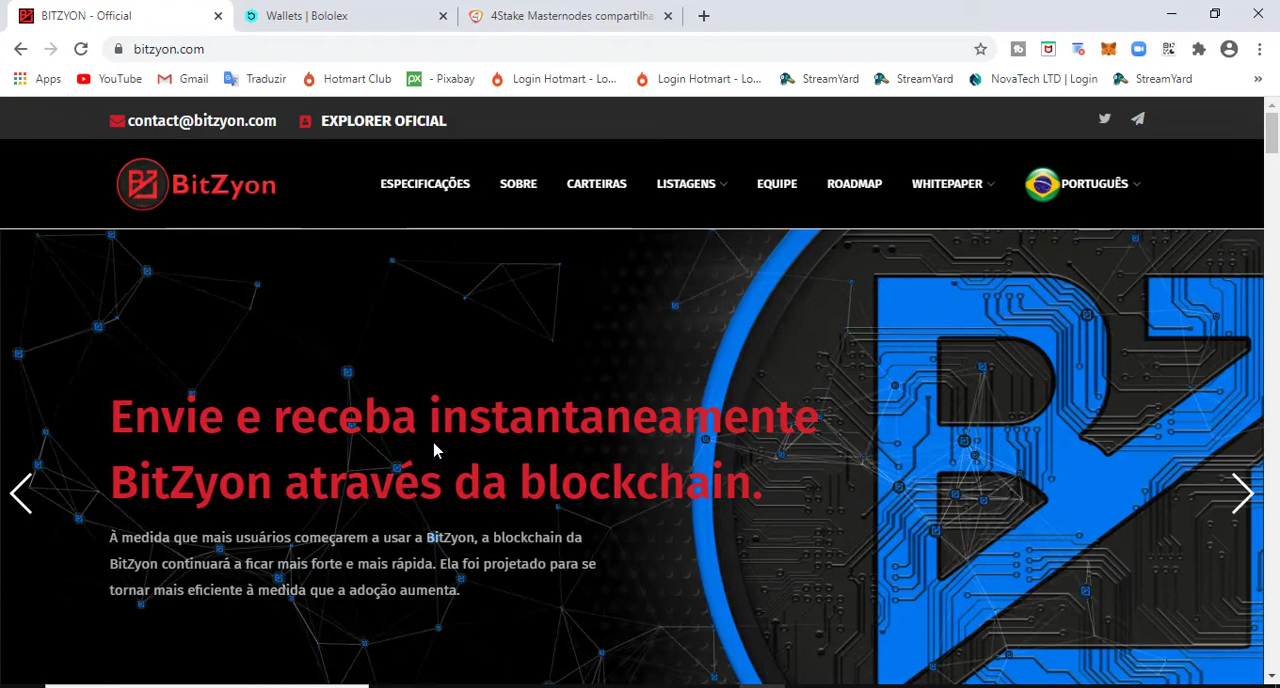 BITZYON - Official
Wallets | Bololex
4Stake Masternodes compartilha
bitzyon.com
Apps
YouTube
Gmail
Traduzir
Hotmart Club
- Pixabay
Login Hotmart - Lo...
Login Hotmart - Lo...
StreamYard
StreamYard
NovaTech LTD | Login
StreamYard
»
contact@bitzyon.com
EXPLORER OFICIAL
BitZyon
ESPECIFICAÇÕES
SOBRE
CARTEIRAS
LISTAGENS
EQUIPE
ROADMAP
WHITEPAPER
PORTUGUÊS
Envie e receba instantaneamente
BitZyon através da blockchain.
À medida que mais usuários começarem a usar a BitZyon, a blockchain da
BitZyon continuará a ficar mais forte e mais rápida. Ela foi projetado para se
tornar mais eficiente à medida que a adoção aumenta.